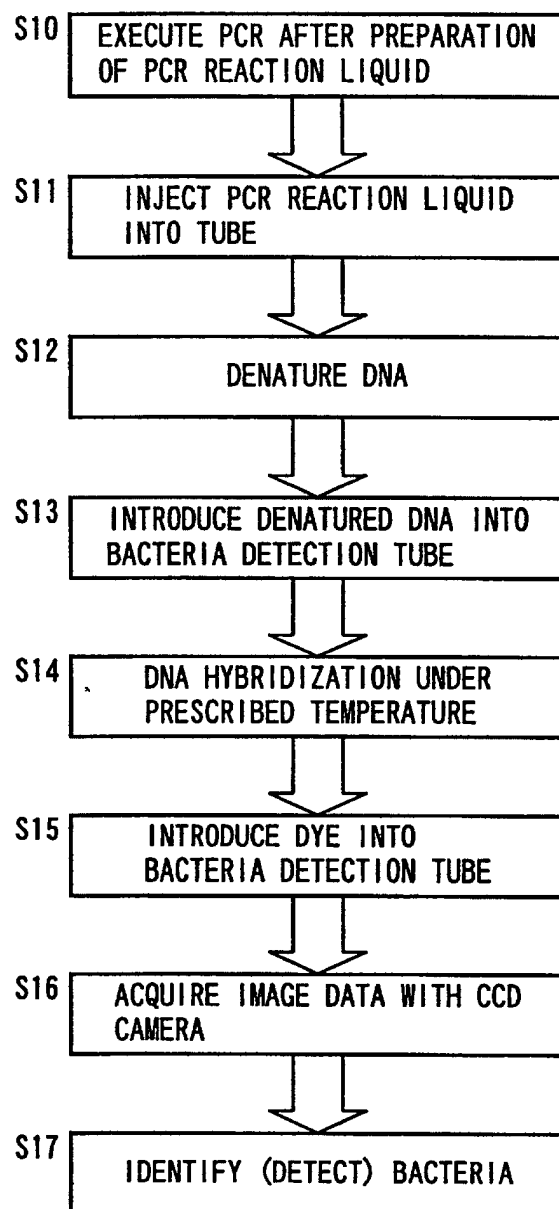 S10 EXECUTE PCR AFTER PREPARATION
OF PCR REACTION LIQUID
S11 INJECT PCR REACTION LIQUID
INTO TUBE
S12 DENATURE DNA
S13 INTRODUCE DENATURED DNA INTO
BACTERIA DETECTION TUBE
S14 DNA HYBRIDIZATION UNDER
PRESCRIBED TEMPERATURE
S15 INTRODUCE DYE INTO
BACTERIA DETECTION TUBE
S16 ACQUIRE IMAGE DATA WITH CCD
CAMERA
S17 IDENTIFY (DETECT) BACTERIA